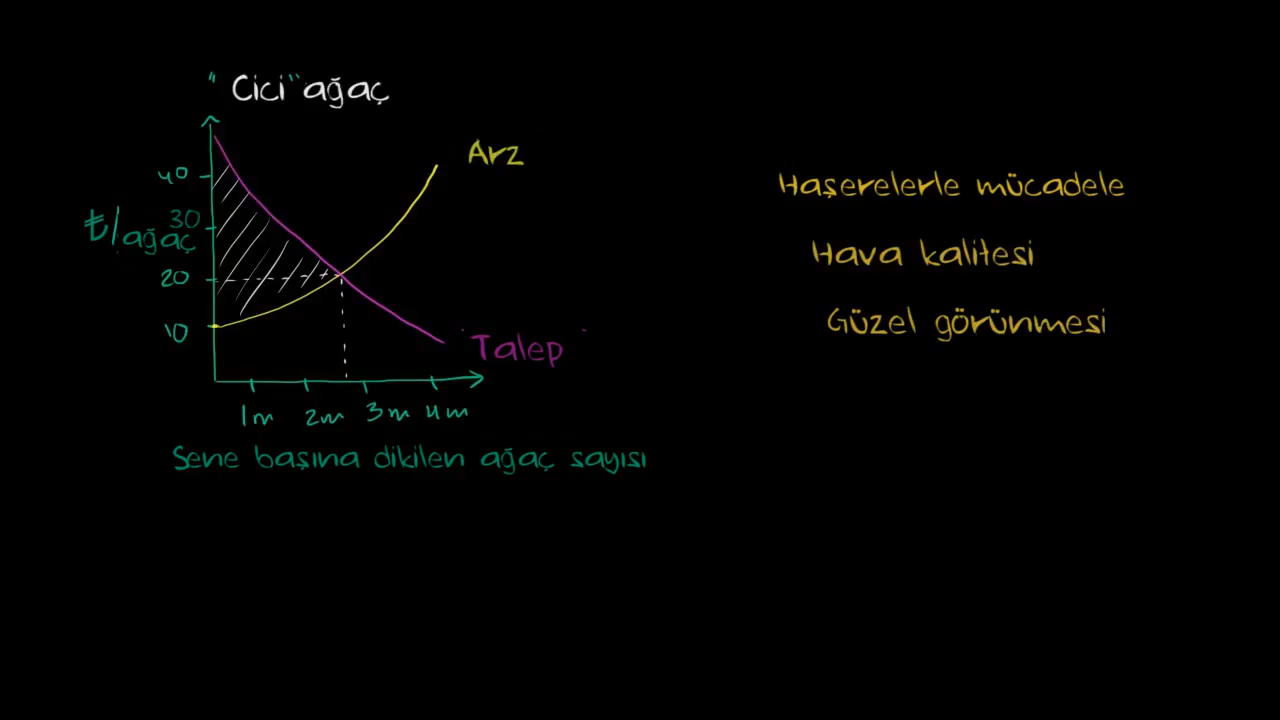 "Cici" ağaç
Arz
40
30
₺/ağaç
20
10
Talep
1m 2m 3m 4m
Sene başına dikilen ağaç sayısı
Haşerelerle mücadele
Hava kalitesi
Güzel görünmesi